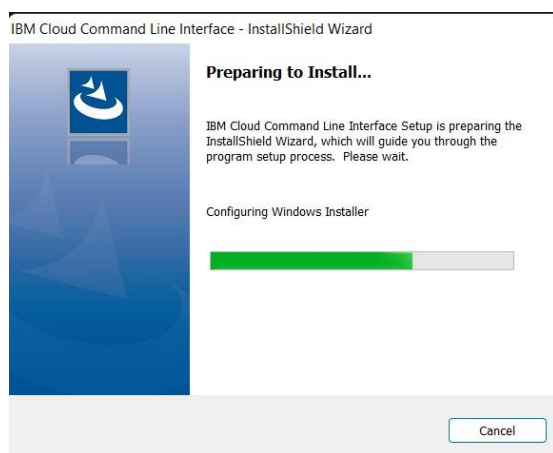 IBM Cloud Command Line Interface - InstallShield Wizard
Preparing to Install...
IBM Cloud Command Line Interface Setup is preparing the
InstallShield Wizard, which will guide you through the
program setup process. Please wait.
Configuring Windows Installer
Cancel